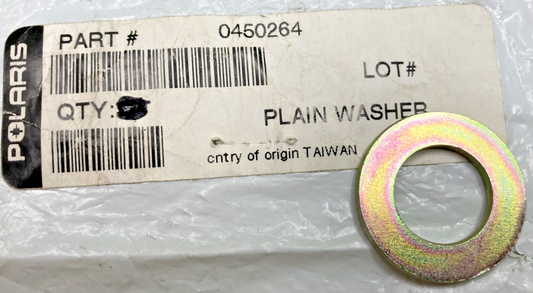 POLARIS
PART # 0450264
LOT#
QTY:
PLAIN WASHER
cntry of origin TAIWAN